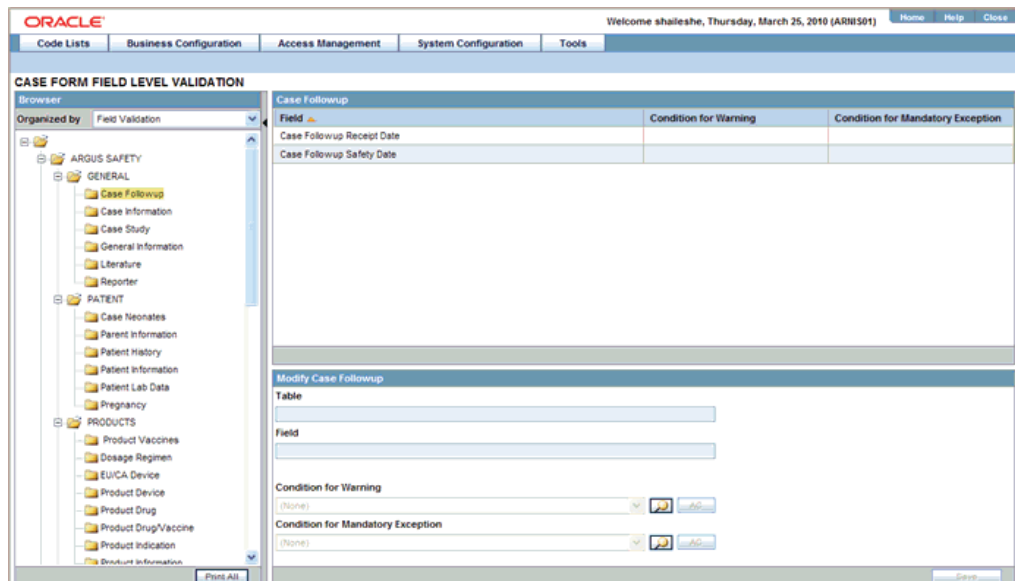 ORACLE
Welcome shaileshe, Thursday, March 25, 2010 (ARNIS01)
Home Help Close
Code Lists Business Configuration Access Management System Configuration Tools
CASE FORM FIELD LEVEL VALIDATION
Browser
Organized by Field Validation
ARGUS SAFETY
GENERAL
Case Followup
Case Information
Case Study
General Information
Literature
Reporter
PATIENT
Case Neonates
Parent Information
Patient History
Patient Information
Patient Lab Data
Pregnancy
PRODUCTS
Product Vaccines
Dosage Regimen
EU/CA Device
Product Device
Product Drug
Product Drug/Vaccine
Product Indication
Product Information
Print All
Case Followup
Field Condition for Warning Condition for Mandatory Exception
Case Followup Receipt Date
Case Followup Safety Date
Modify Case Followup
Table
Field
Condition for Warning
(None) AC
Condition for Mandatory Exception
(None) AC
Save